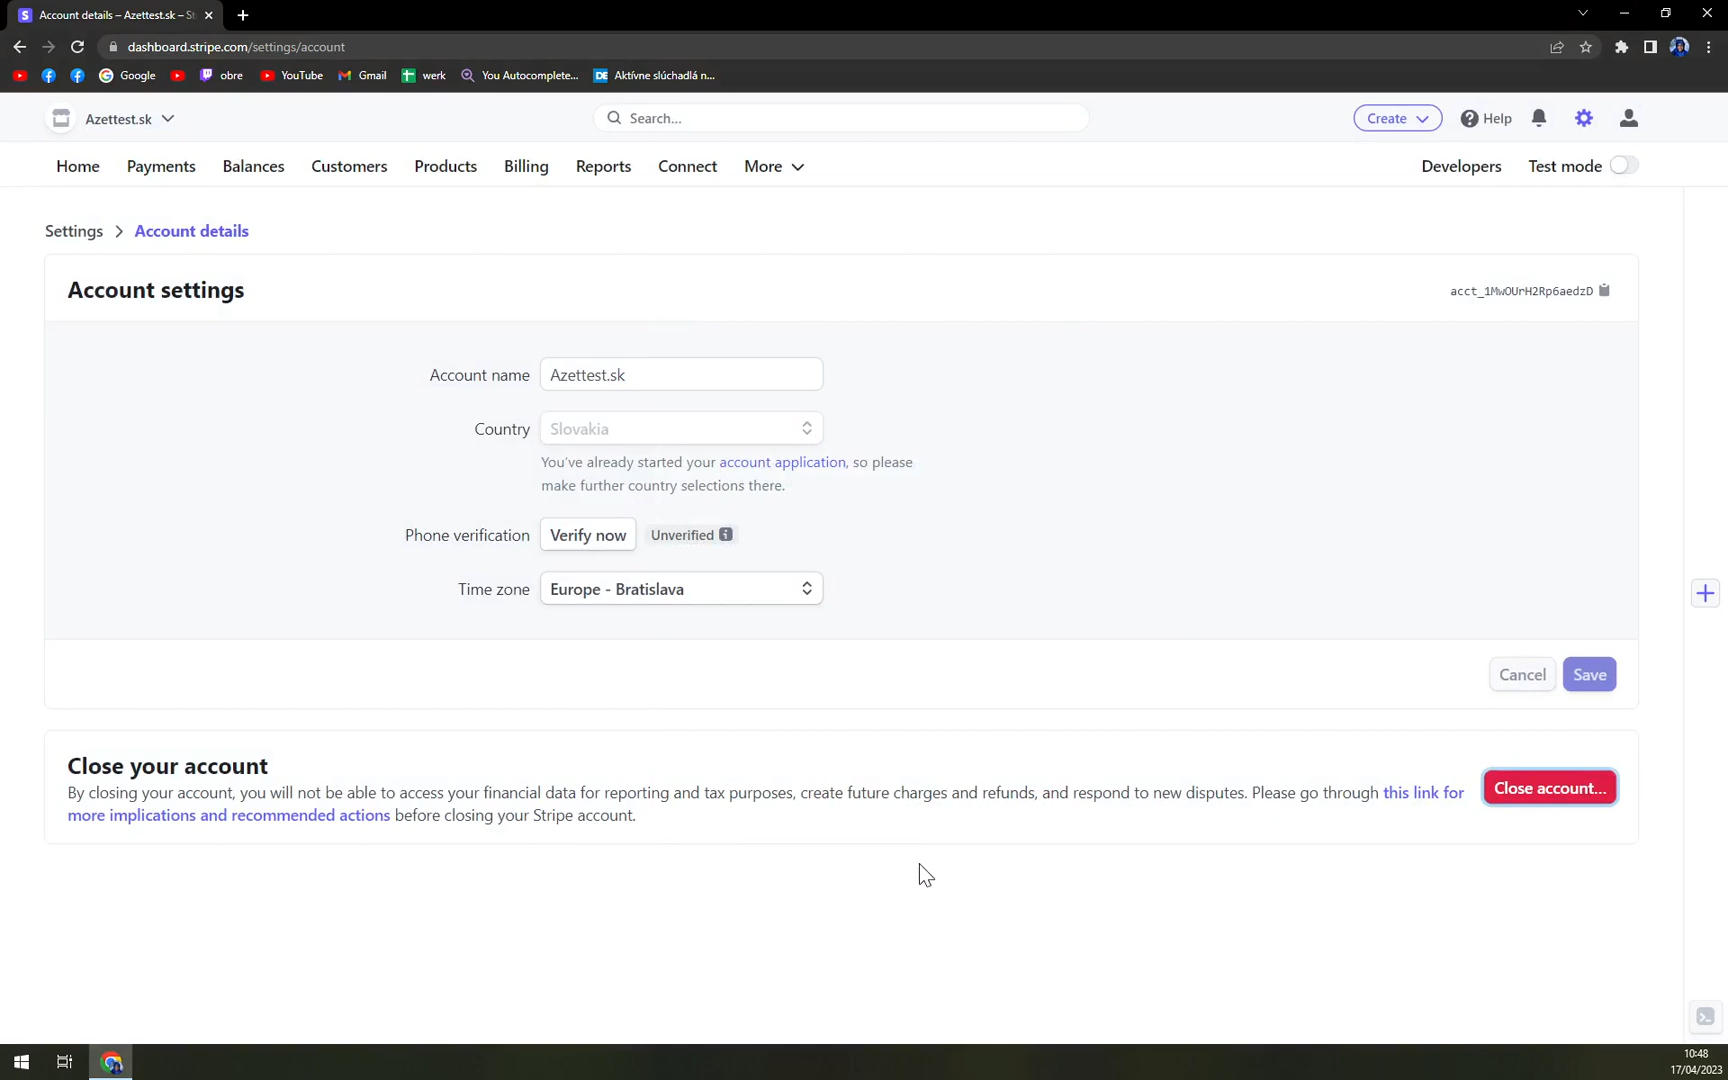 Account details – Azettest.sk – St
dashboard.stripe.com/settings/account
Google
obre
YouTube
Gmail
werk
You Autocomplete...
DE Aktívne slúchadlá n...
Azettest.sk
Search...
Create
Help
Home
Payments
Balances
Customers
Products
Billing
Reports
Connect
More
Developers
Test mode
Settings
Account details
Account settings
acct_1MwOUrH2Rp6aedzD
Account name
Azettest.sk
Country
Slovakia
You've already started your account application, so please
make further country selections there.
Phone verification
Verify now
Unverified
Time zone
Europe - Bratislava
Cancel
Save
Close your account
By closing your account, you will not be able to access your financial data for reporting and tax purposes, create future charges and refunds, and respond to new disputes. Please go through this link for
more implications and recommended actions before closing your Stripe account.
Close account...
10:48
17/04/2023